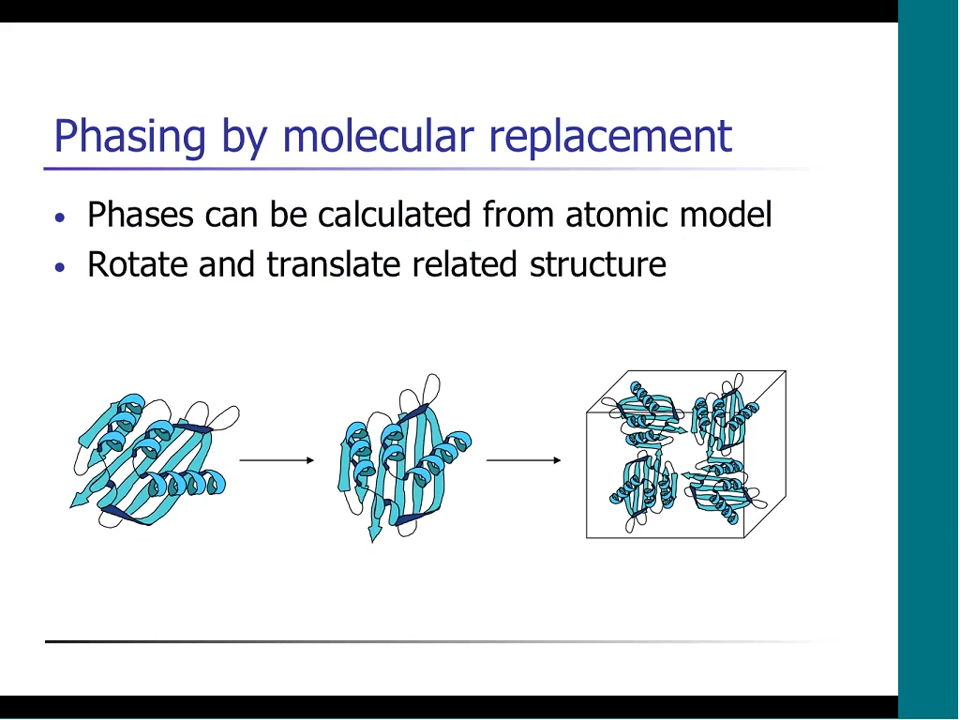 Phasing by molecular replacement
• Phases can be calculated from atomic model
• Rotate and translate related structure